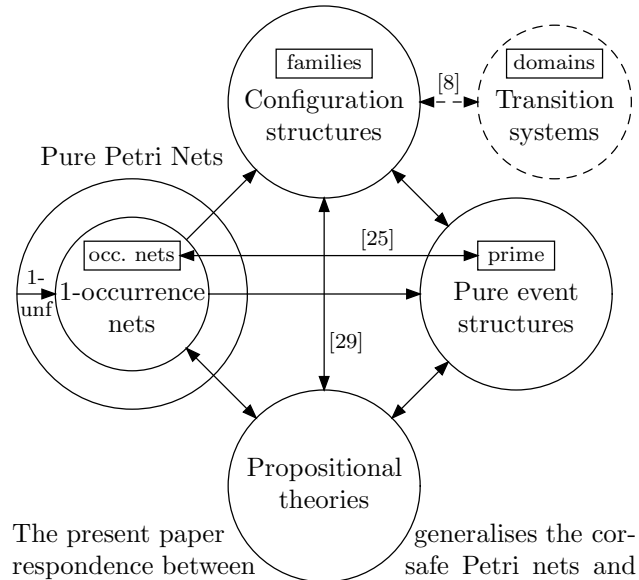 families
Configuration
structures
[8]
domains
Transition
systems
Pure Petri Nets
occ. nets
1-occurrence
nets
1-
unf
[25]
prime
Pure event
structures
[29]
Propositional
theories
The present paper generalises the cor-
respondence between safe Petri nets and